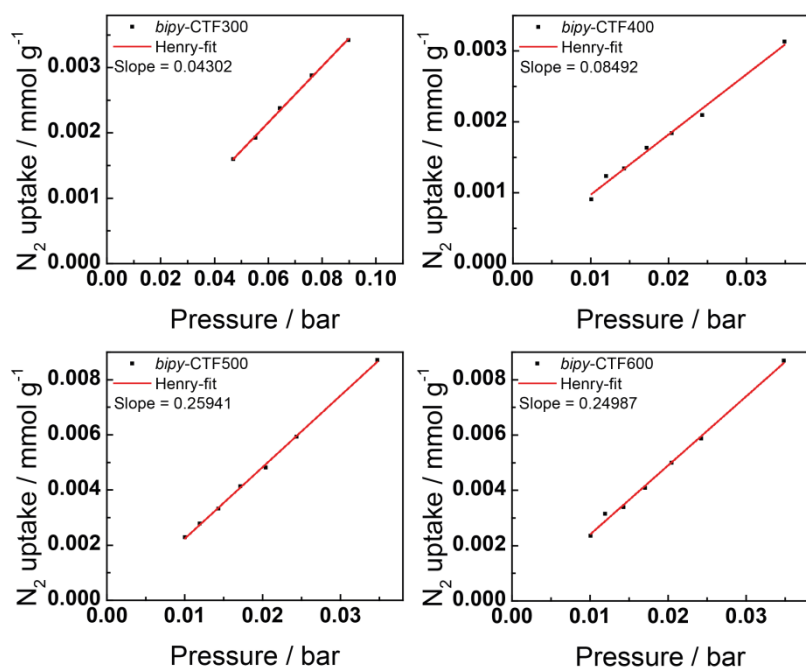 bipy-CTF300
Henry-fit
Slope = 0.04302
N2 uptake / mmol g-1
0.003
0.002
0.001
0.000
0.00 0.02 0.04 0.06 0.08 0.10
Pressure / bar
bipy-CTF400
Henry-fit
Slope = 0.08492
N2 uptake / mmol g-1
0.003
0.002
0.001
0.000
0.00 0.01 0.02 0.03
Pressure / bar
bipy-CTF500
Henry-fit
Slope = 0.25941
N2 uptake / mmol g-1
0.008
0.006
0.004
0.002
0.000
0.00 0.01 0.02 0.03
Pressure / bar
bipy-CTF600
Henry-fit
Slope = 0.24987
N2 uptake / mmol g-1
0.008
0.006
0.004
0.002
0.000
0.00 0.01 0.02 0.03
Pressure / bar